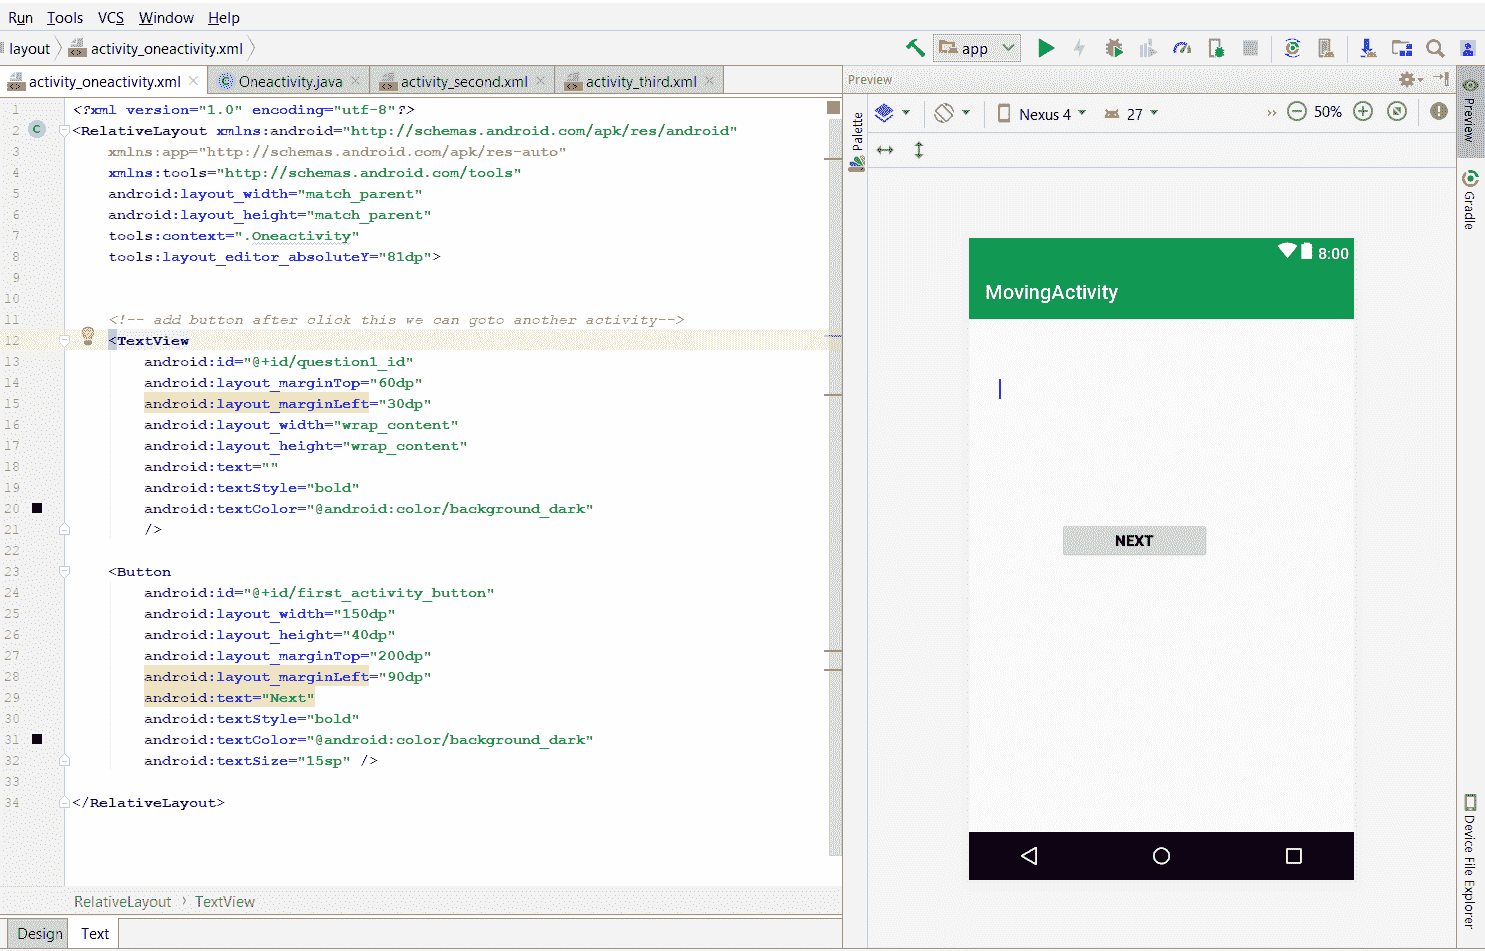 Run Tools VCS Window Help
layout activity_oneactivity.xml app
activity_oneactivity.xml Oneactivity.java activity_second.xml activity_third.xml
1 <?xml version="1.0" encoding="utf-8"?>
2 C <RelativeLayout xmlns:android="http://schemas.android.com/apk/res/android"
3 xmlns:app="http://schemas.android.com/apk/res-auto"
4 xmlns:tools="http://schemas.android.com/tools"
5 android:layout_width="match_parent"
6 android:layout_height="match_parent"
7 tools:context=".Oneactivity"
8 tools:layout_editor_absoluteY="81dp">
9
10
11 <!-- add button after click this we can goto another activity-->
12 <TextView
13 android:id="@+id/question1_id"
14 android:layout_marginTop="60dp"
15 android:layout_marginLeft="30dp"
16 android:layout_width="wrap_content"
17 android:layout_height="wrap_content"
18 android:text=""
19 android:textStyle="bold"
20 android:textColor="@android:color/background_dark"
21 />
22
23 <Button
24 android:id="@+id/first_activity_button"
25 android:layout_width="150dp"
26 android:layout_height="40dp"
27 android:layout_marginTop="200dp"
28 android:layout_marginLeft="90dp"
29 android:text="Next"
30 android:textStyle="bold"
31 android:textColor="@android:color/background_dark"
32 android:textSize="15sp" />
33
34 </RelativeLayout>
RelativeLayout › TextView
Design Text
Preview
Palette
Nexus 4 27 » 50%
8:00
MovingActivity
NEXT
Preview
Gradle
Device File Explorer